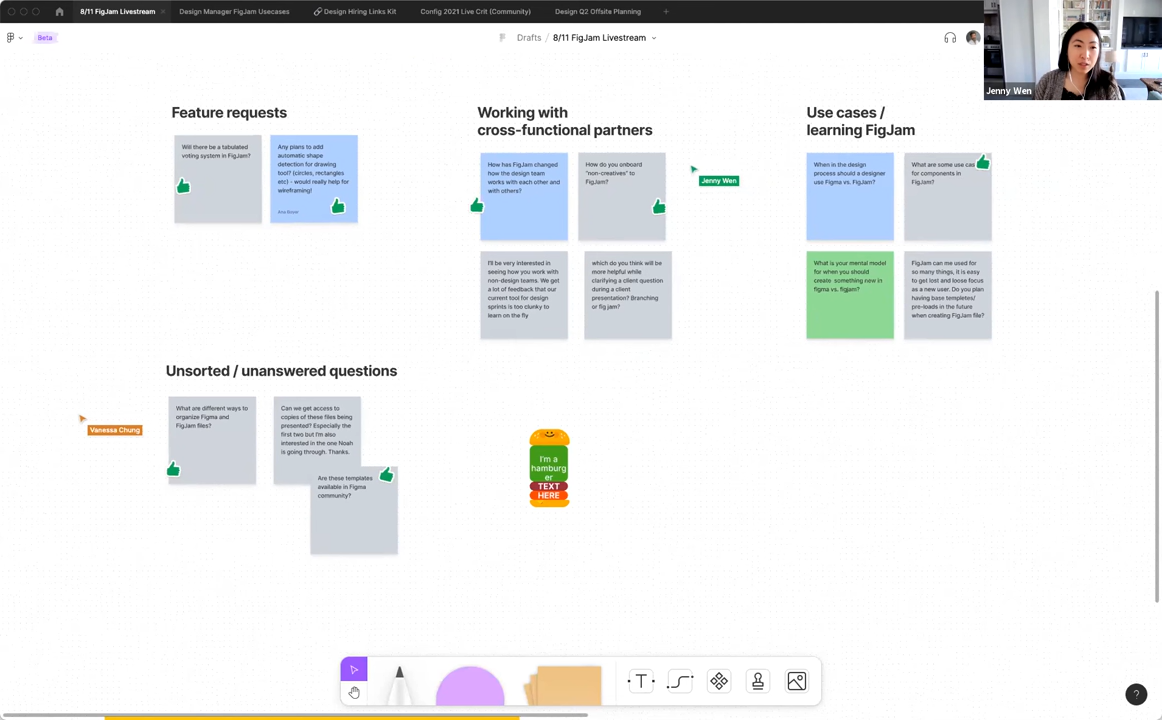 8/11 FigJam Livestream
Design Manager FigJam Usecases
Design Hiring Links Kit
Config 2021 Live Crit (Community)
Design Q2 Offsite Planning
Beta
Drafts / 8/11 FigJam Livestream
Jenny Wen
Feature requests
Will there be a tabulated
voting system in FigJam?
Any plans to add
automatic shape
detection for drawing
tool? (circles, rectangles
etc) - would really help for
wireframing!
Working with
cross-functional partners
How has FigJam changed
how the design team
works with each other and
with others?
How do you onboard
"non-creatives" to
FigJam?
Jenny Wen
I'll be very interested in
seeing how you work with
non-design teams. We get
a lot of feedback that our
current tool for design
sprints is too clunky to
learn on the fly
which do you think will be
more helpful while
clarifying a client question
during a client
presentation? Branching
or fig jam?
Use cases /
learning FigJam
When in the design
process should a designer
use Figma vs. FigJam?
What are some use cas
for components in
FigJam?
What is your mental model
for when you should
create something new in
figma vs. figjam?
FigJam can me used for
so many things, it is easy
to get lost and loose focus
as a new user. Do you plan
having base templetes/
pre-loads in the future
when creating FigJam file?
Unsorted / unanswered questions
Vanessa Chung
What are different ways to
organize Figma and
FigJam files?
Can we get access to
copies of these files being
presented? Especially the
first two but I'm also
interested in the one Noah
is going through. Thanks.
Are these templates
available in Figma
community?
I'm a
hamburg
er
TEXT
HERE
T
?